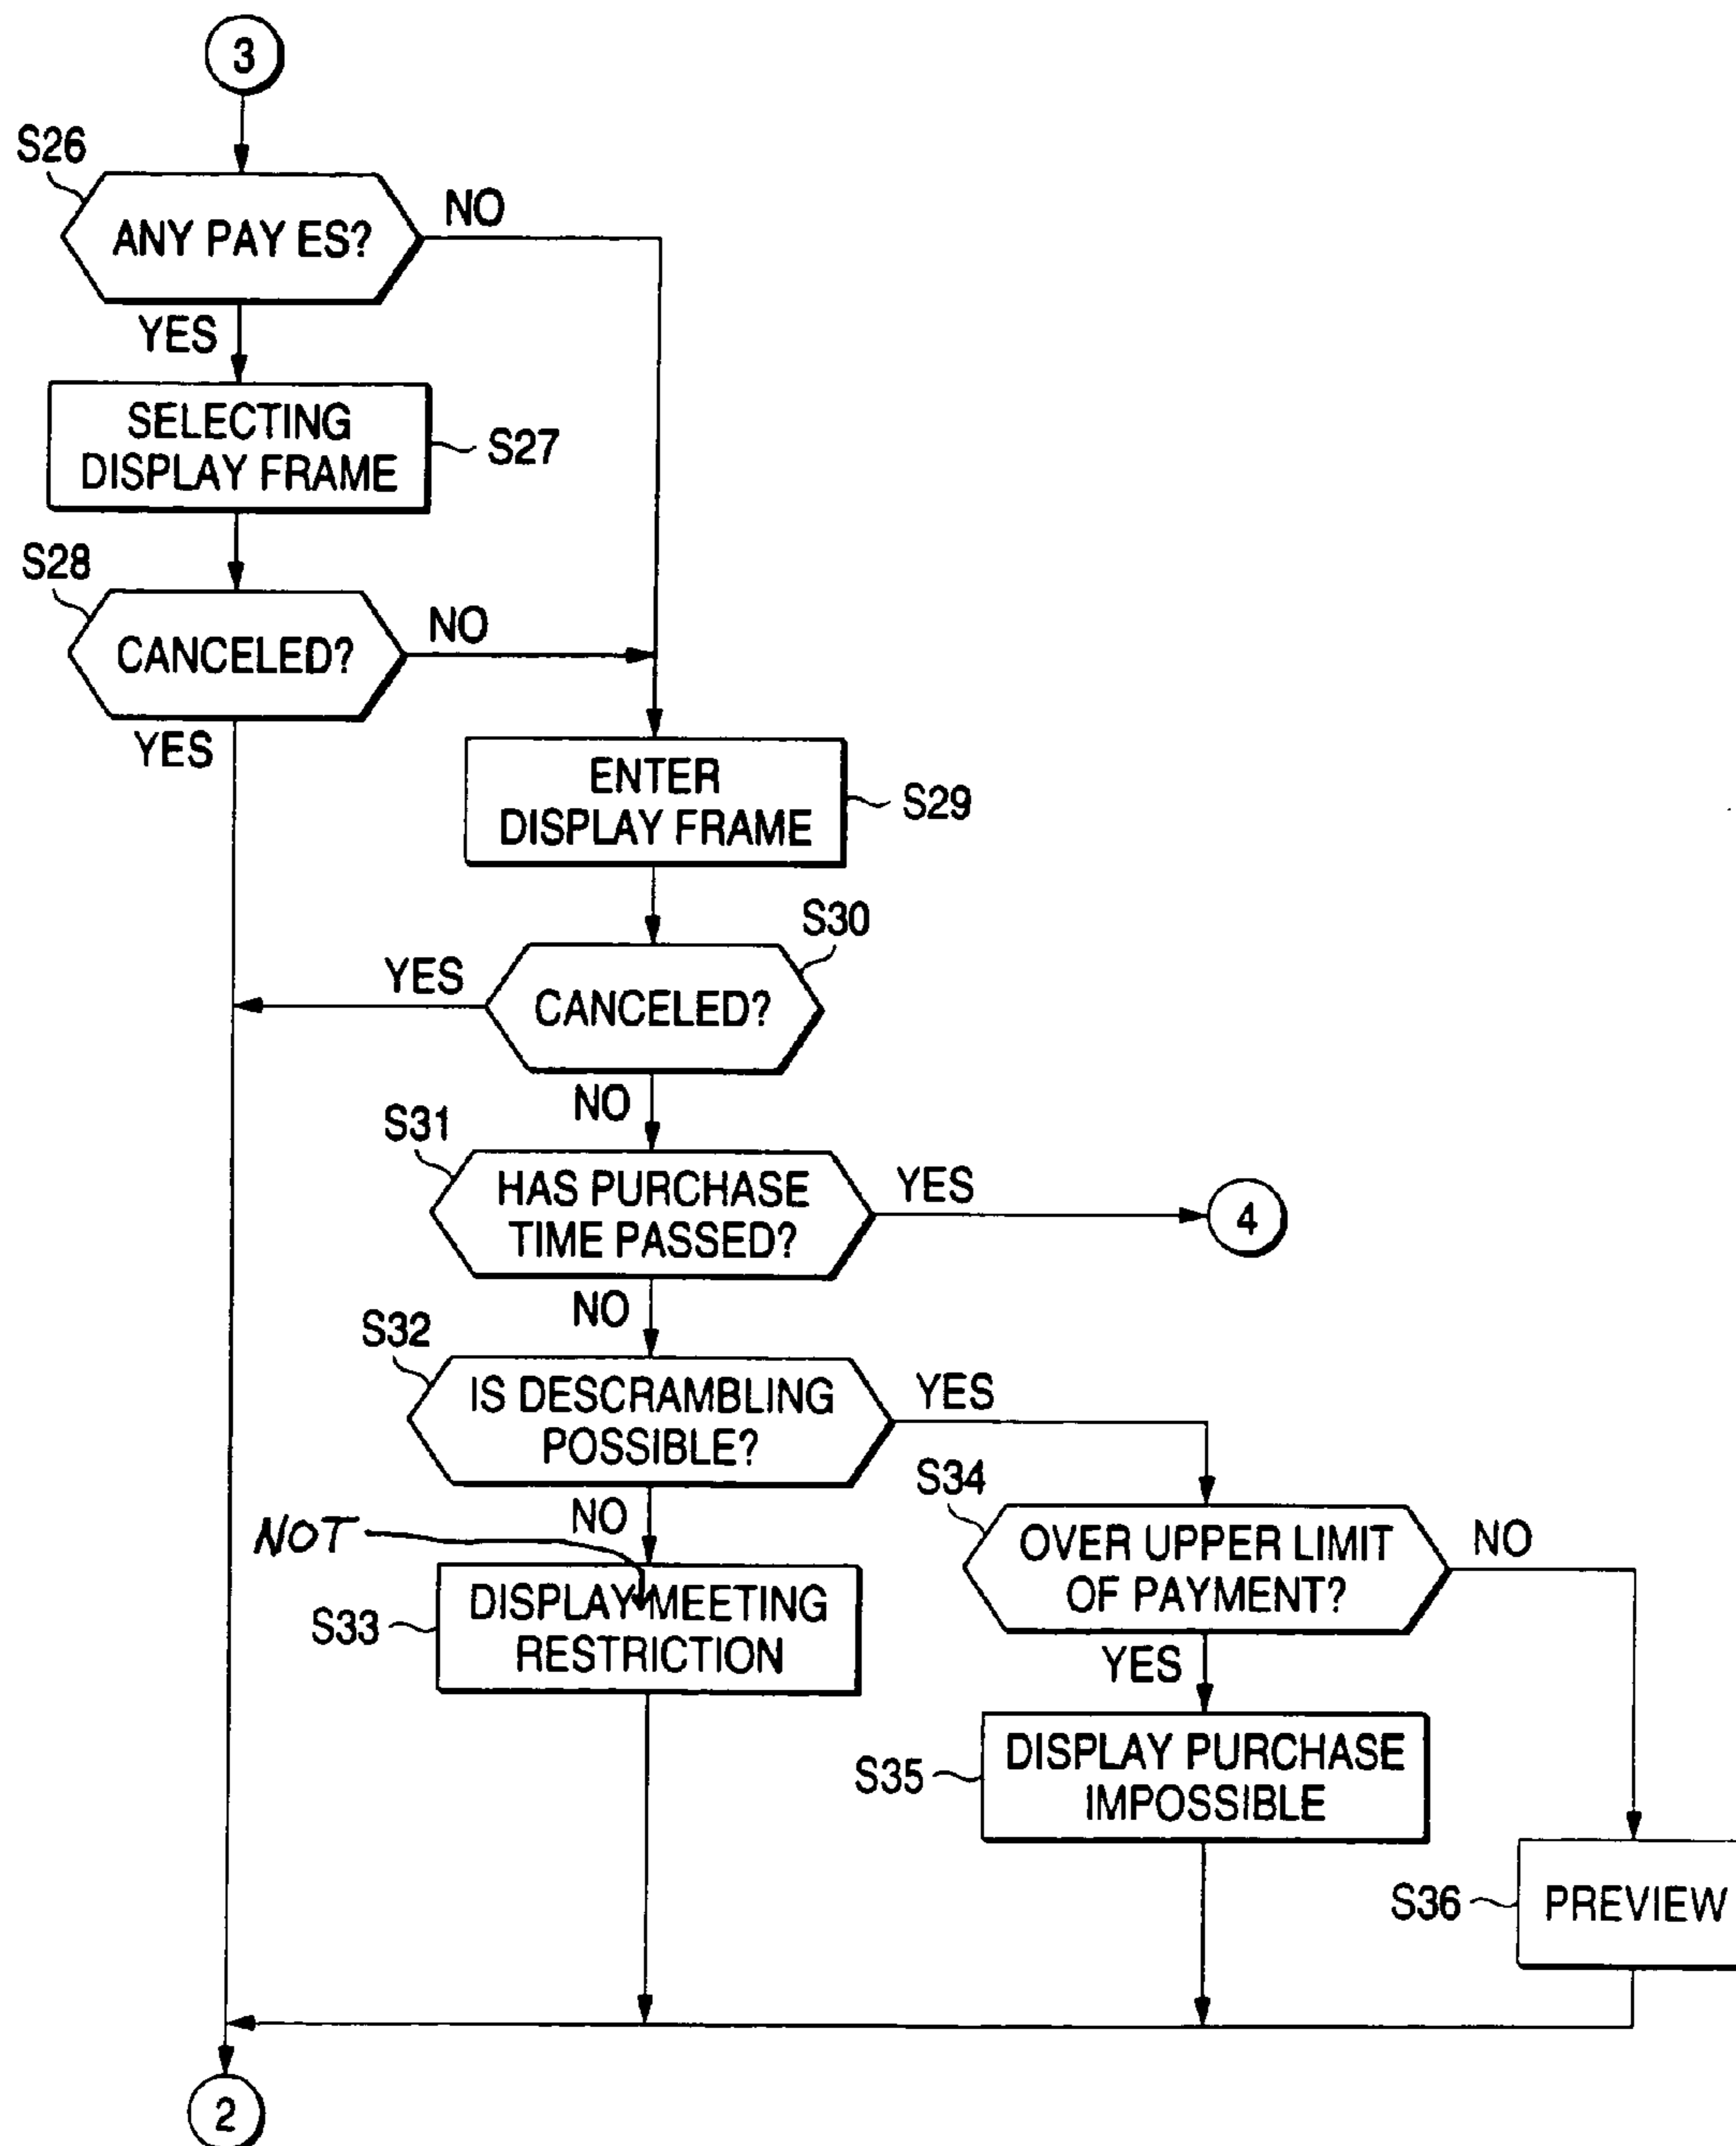 3
S26
ANY PAY ES?
NO
YES
SELECTING
DISPLAY FRAME
S27
S28
CANCELED?
NO
YES
ENTER
DISPLAY FRAME
S29
S30
CANCELED?
YES
NO
S31
HAS PURCHASE
TIME PASSED?
YES
4
NO
S32
IS DESCRAMBLING
POSSIBLE?
YES
NO
NOT
S33
DISPLAY MEETING
RESTRICTION
S34
OVER UPPER LIMIT
OF PAYMENT?
NO
YES
S35
DISPLAY PURCHASE
IMPOSSIBLE
S36
PREVIEW
2